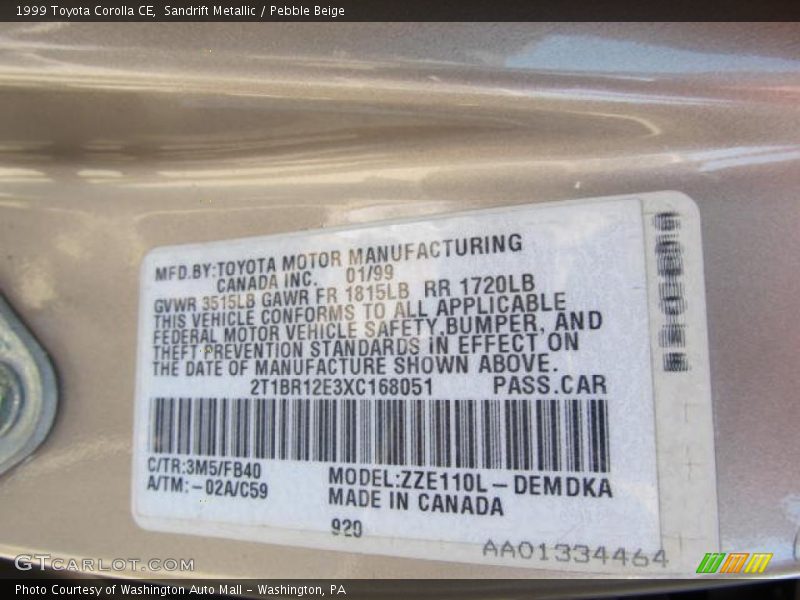 1999 Toyota Corolla CE, Sandrift Metallic / Pebble Beige
MFD.BY:TOYOTA MOTOR MANUFACTURING
CANADA INC. 01/99
GVWR 3515LB GAWR FR 1815LB RR 1720LB
THIS VEHICLE CONFORMS TO ALL APPLICABLE
FEDERAL MOTOR VEHICLE SAFETY,BUMPER, AND
THEFT PREVENTION STANDARDS IN EFFECT ON
THE DATE OF MANUFACTURE SHOWN ABOVE.
2T1BR12E3XC168051 PASS.CAR
C/TR:3M5/FB40
A/TM:-02A/C59
MODEL:ZZE110L-DEMDKA
MADE IN CANADA
920
AA01334464
GTCarLot.com
Photo Courtesy of Washington Auto Mall - Washington, PA